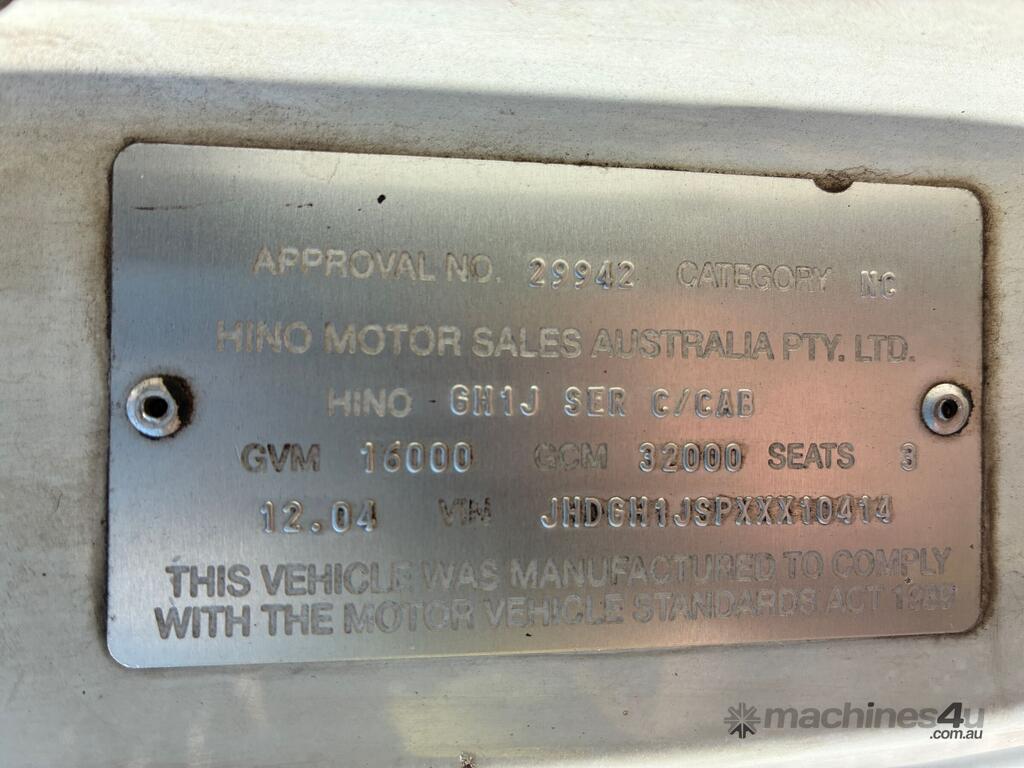 APPROVAL NO. 29942 CATEGORY NC
HINO MOTOR SALES AUSTRALIA PTY. LTD.
HINO GH1J SER C/CAB
GVM 16000 GCM 32000 SEATS 3
12.04 VIN JHDGH1JSPXXX10414
THIS VEHICLE WAS MANUFACTURED TO COMPLY
WITH THE MOTOR VEHICLE STANDARDS ACT 1989
machines4u
.com.au